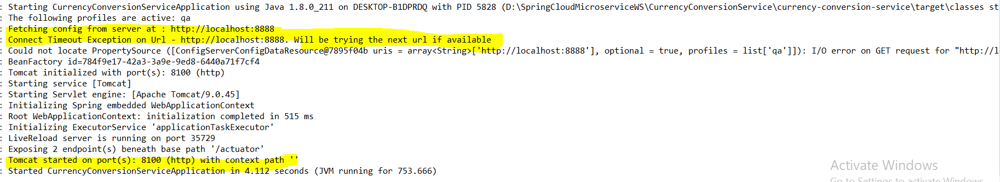 : Starting CurrencyConversionServiceApplication using Java 1.8.0_211 on DESKTOP-B1DPRDQ with PID 5828 (D:\SpringCloudMicroserviceWS\CurrencyConversionService\currency-conversion-service\target\classes st
: The following profiles are active: qa
: Fetching config from server at : http://localhost:8888
: Connect Timeout Exception on Url - http://localhost:8888. Will be trying the next url if available
: Could not locate PropertySource ([ConfigServerConfigDataResource@7895f04b uris = array<String>['http://localhost:8888'], optional = true, profiles = list['qa']]): I/O error on GET request for "http://l
: BeanFactory id=784f9e17-42a3-3a9e-9ed8-6440a71f7cf4
: Tomcat initialized with port(s): 8100 (http)
: Starting service [Tomcat]
: Starting Servlet engine: [Apache Tomcat/9.0.45]
: Initializing Spring embedded WebApplicationContext
: Root WebApplicationContext: initialization completed in 515 ms
: Initializing ExecutorService 'applicationTaskExecutor'
: LiveReload server is running on port 35729
: Exposing 2 endpoint(s) beneath base path '/actuator'
: Tomcat started on port(s): 8100 (http) with context path ''
: Started CurrencyConversionServiceApplication in 4.112 seconds (JVM running for 753.666)
Activate Windows
Go to Settings to activate Windows